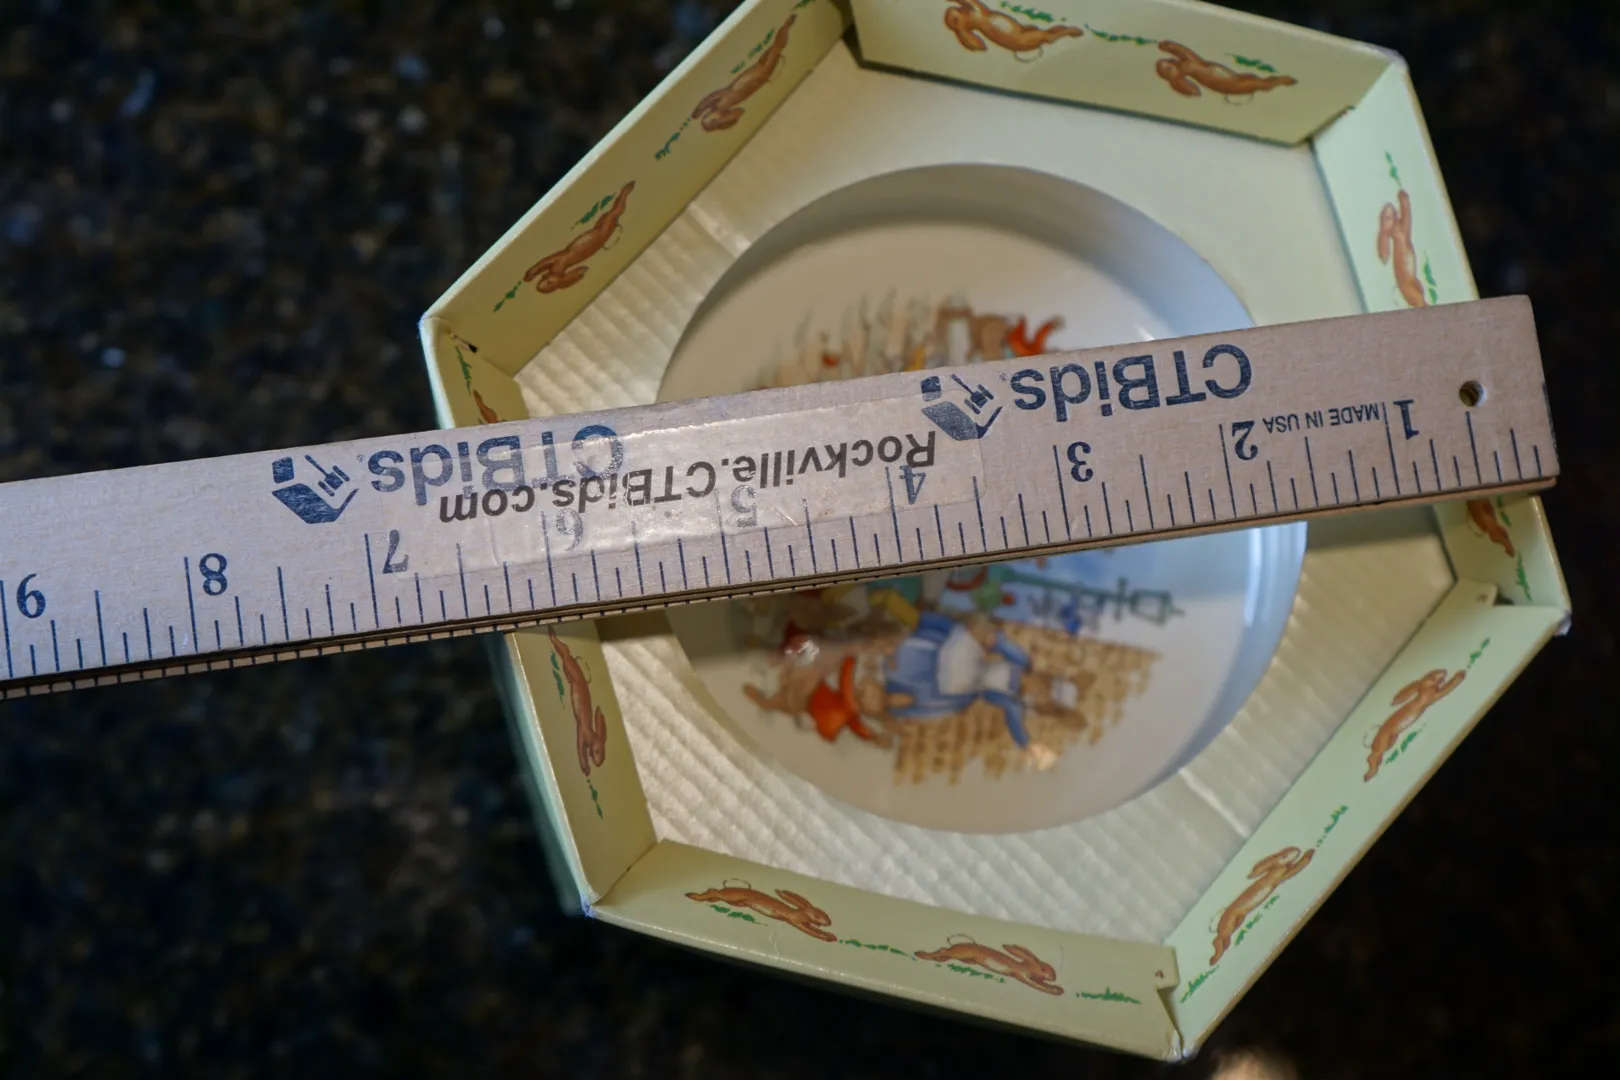 CTBids.
CTBids.
Rockville.CTBids.com
MADE IN USA
1 2 3 4 5 6 7 8 9